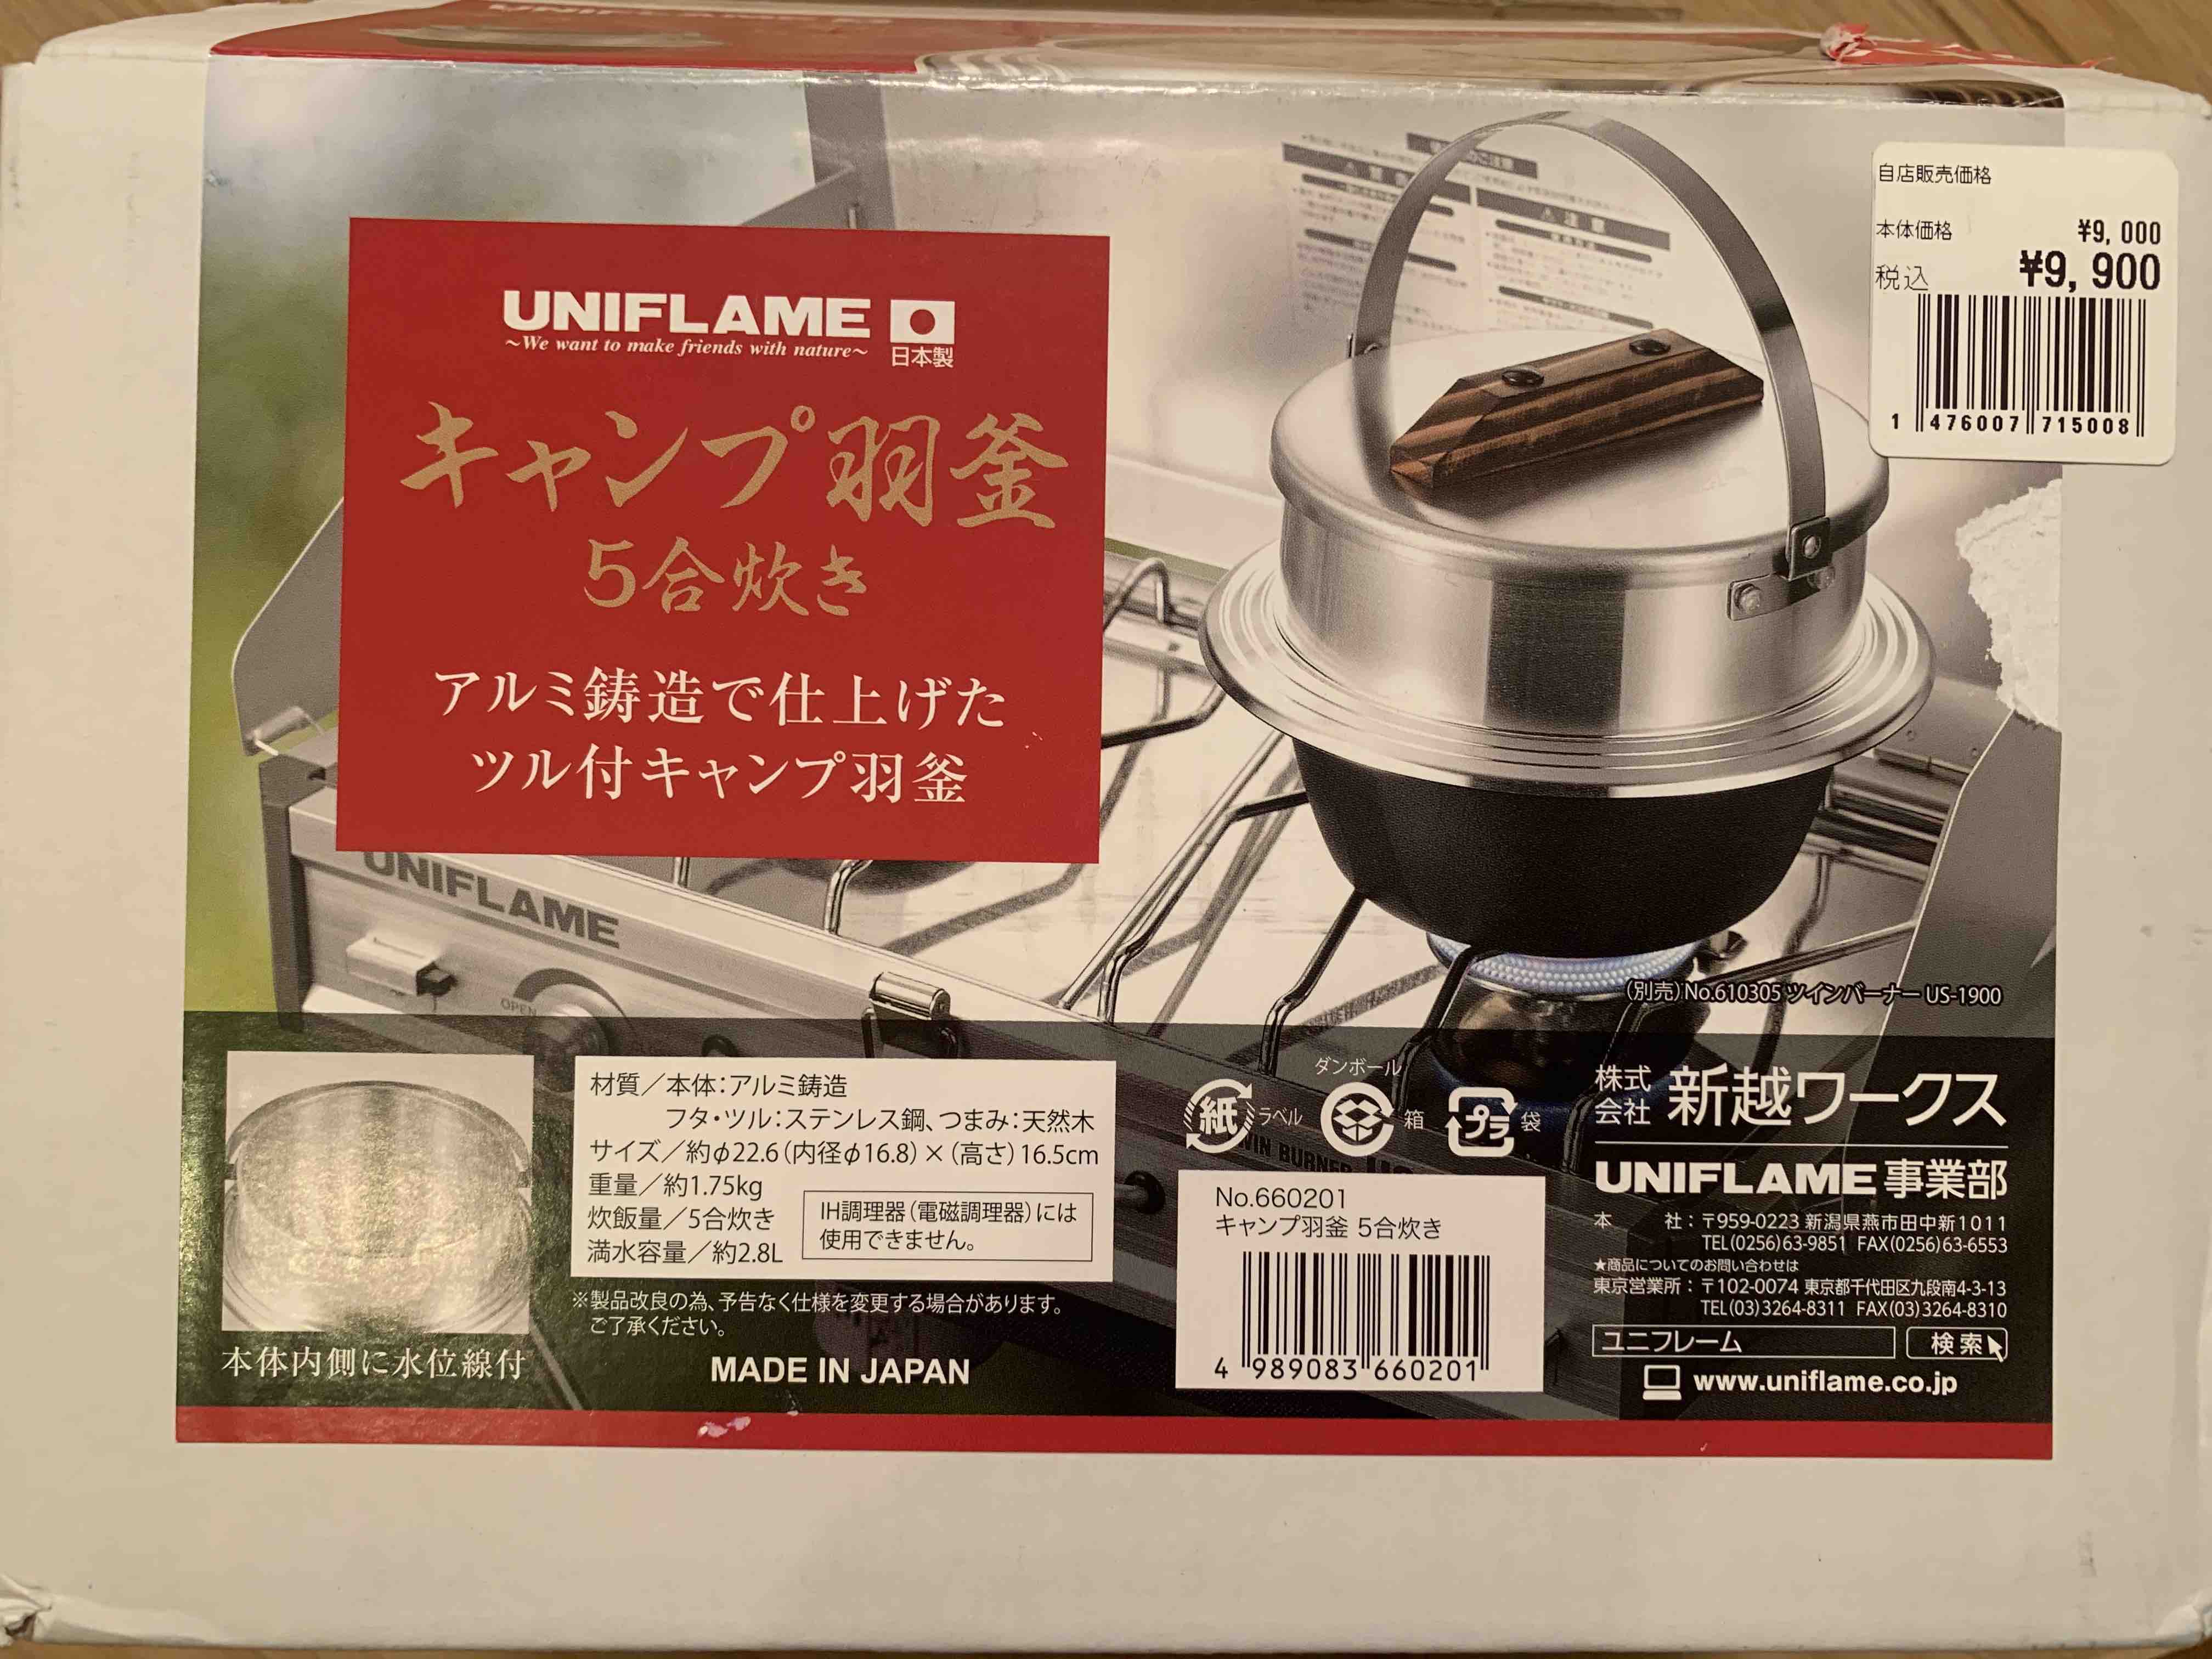 自店販売価格
本体価格 ¥9,000
税込 ¥9,900
1 476007 715008
UNIFLAME
~We want to make friends with nature~
日本製
キャンプ羽釜
5合炊き
アルミ鋳造で仕上げた
ツル付キャンプ羽釜
UNIFLAME
OPEN
(別売)No.610305 ツインバーナー US-1900
材質/本体:アルミ鋳造
フタ・ツル:ステンレス鋼、つまみ:天然木
サイズ/約φ22.6(内径φ16.8)×(高さ)16.5cm
重量/約1.75kg
炊飯量/5合炊き
満水容量/約2.8L
IH調理器(電磁調理器)には
使用できません。
※製品改良の為、予告なく仕様を変更する場合があります。
ご了承ください。
本体内側に水位線付
MADE IN JAPAN
ダンボール
紙 ラベル 箱 プラ 袋
No.660201
キャンプ羽釜 5合炊き
4 989083 660201
株式会社 新越ワークス
UNIFLAME 事業部
本 社:〒959-0223 新潟県燕市田中新1011
TEL(0256)63-9851 FAX(0256)63-6553
★商品についてのお問い合わせは
東京営業所:〒102-0074 東京都千代田区九段南4-3-13
TEL(03)3264-8311 FAX(03)3264-8310
ユニフレーム 検索
www.uniflame.co.jp